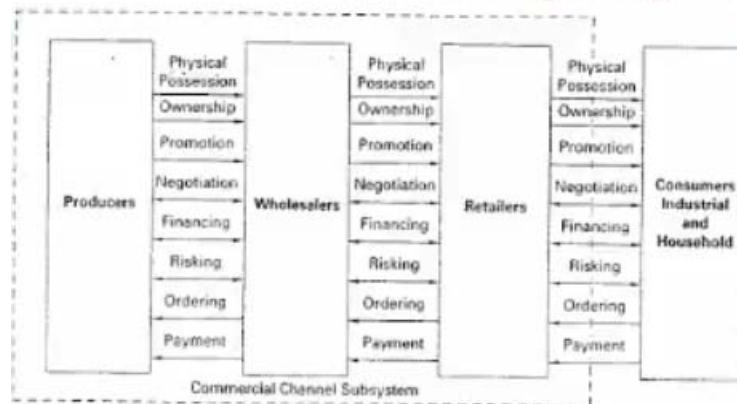 Physical
Possession
Ownership
Promotion
Negotiation
Financing
Risking
Ordering
Payment
Physical
Possession
Ownership
Promotion
Negotiation
Financing
Risking
Ordering
Payment
Physical
Possession
Ownership
Promotion
Negotiation
Financing
Risking
Ordering
Payment
Producers
Wholesalers
Retailers
Consumers
Industrial
and
Household
Commercial Channel Subsystem